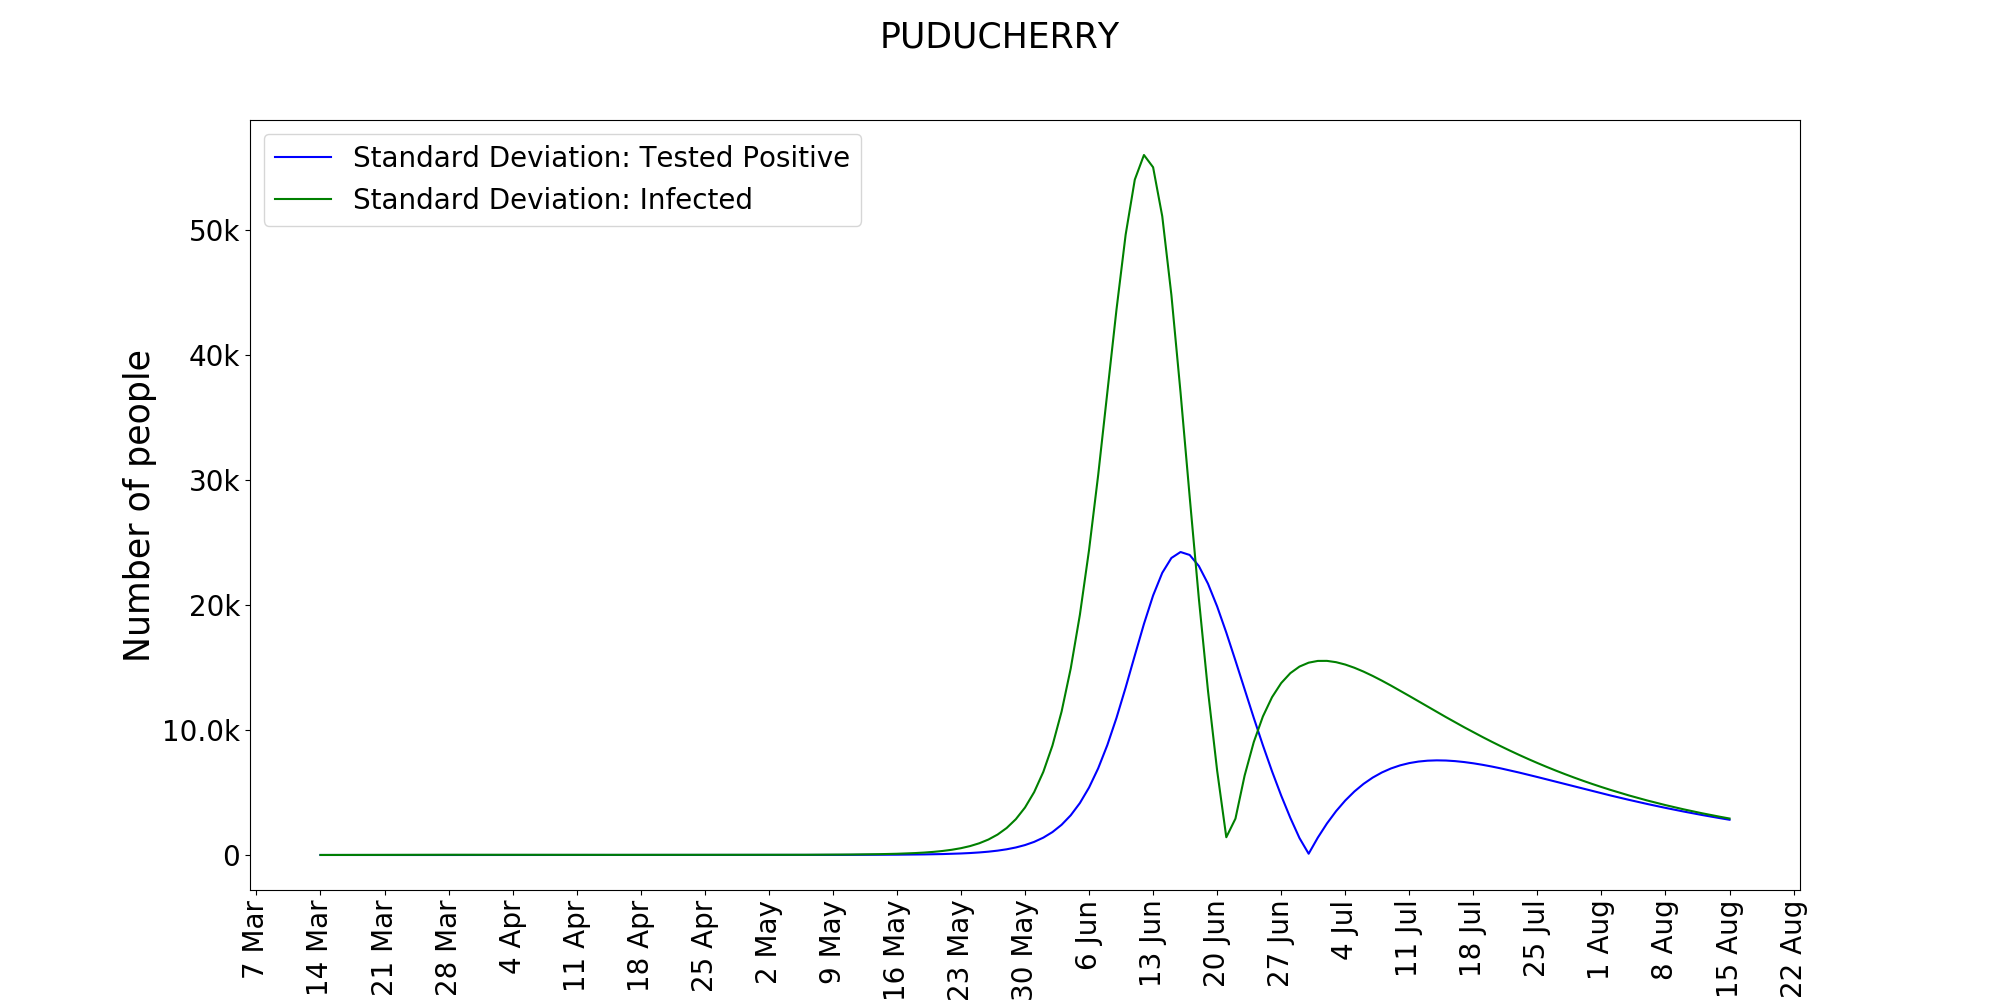 PUDUCHERRY
Standard Deviation: Tested Positive
Standard Deviation: Infected
Number of people
50k
40k
30k
20k
10.0k
0
7 Mar
14 Mar
21 Mar
28 Mar
4 Apr
11 Apr
18 Apr
25 Apr
2 May
9 May
16 May
23 May
30 May
6 Jun
13 Jun
20 Jun
27 Jun
4 Jul
11 Jul
18 Jul
25 Jul
1 Aug
8 Aug
15 Aug
22 Aug